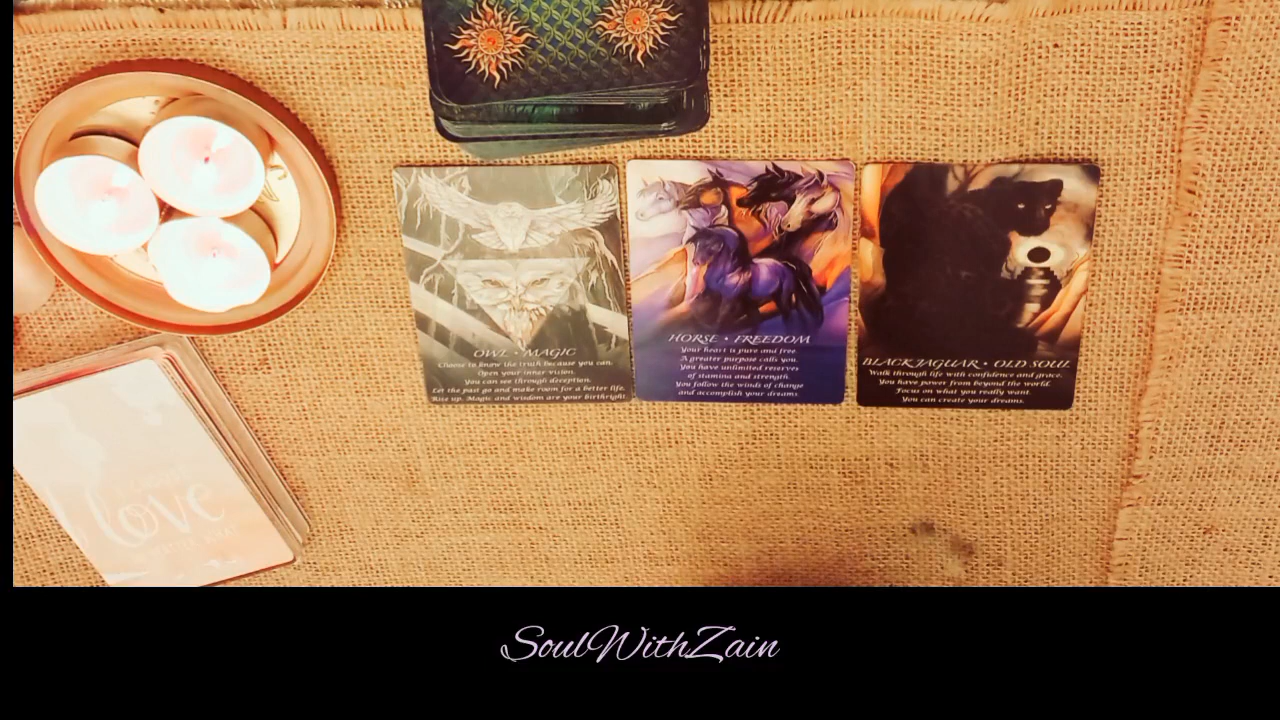 OWL • MAGIC
Choose to know the truth because you can.
Open your inner vision.
You can see through deception.
Let the past go and make room for a better life.
Rise up. Magic and wisdom are your birthright.
HORSE • FREEDOM
Your heart is pure and free.
A greater purpose calls you.
You have unlimited reserves
of stamina and strength.
You follow the winds of change
and accomplish your dreams.
BLACK JAGUAR • OLD SOUL
Walk through life with confidence and grace.
You have power from beyond the world.
Focus on what you really want.
You can create your dreams.
love
SoulWithZain